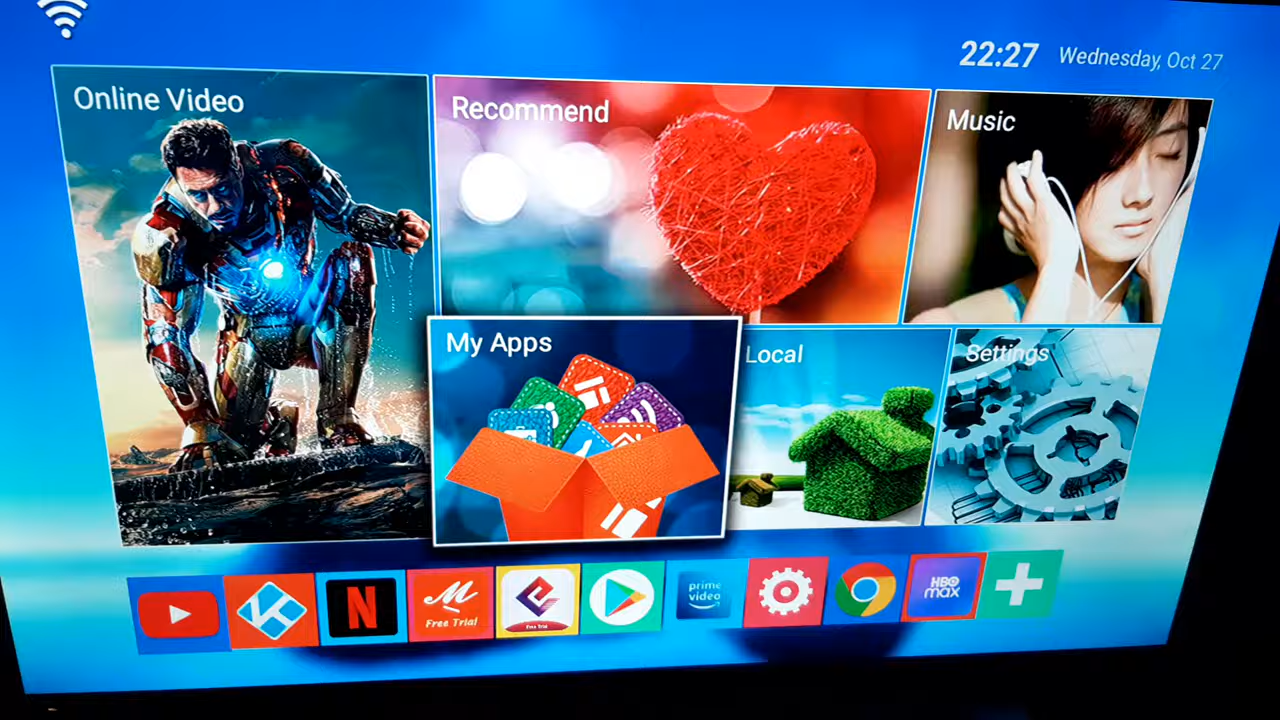 22:27 Wednesday, Oct 27
Online Video
Recommend
Music
My Apps
Local
Settings
N
M
Free Trial
E
Free Trial
prime
video
HBO
max